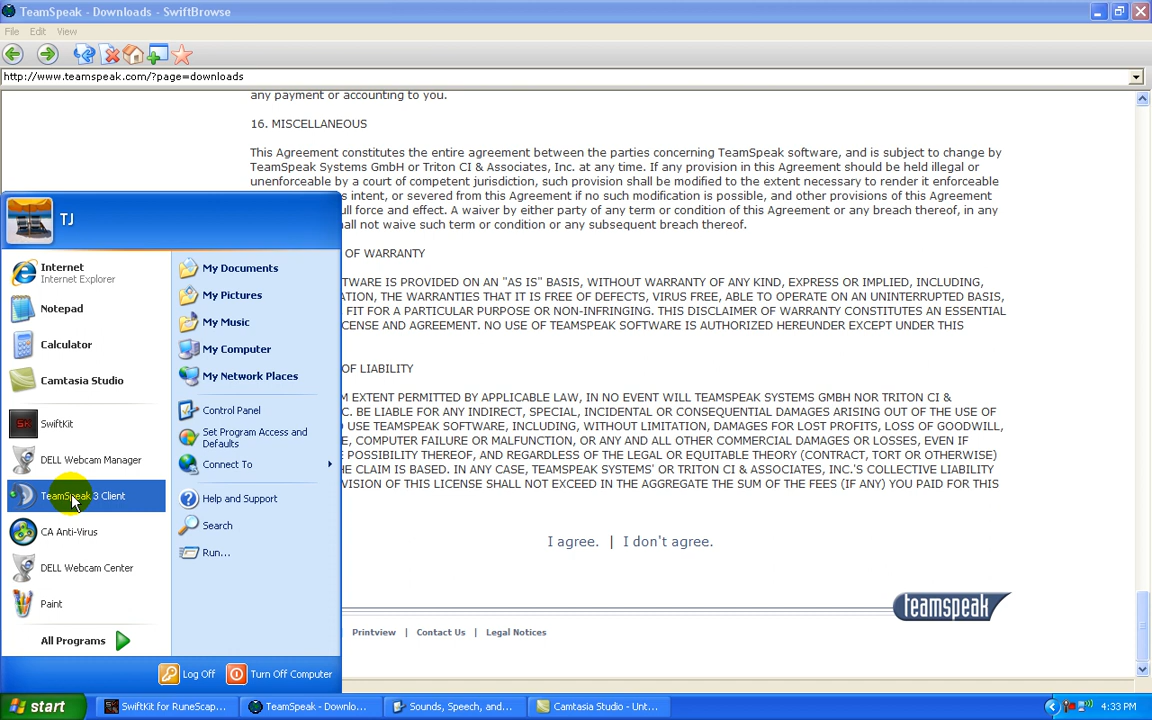 TeamSpeak - Downloads - SwiftBrowse
File Edit View
http://www.teamspeak.com/?page=downloads
any payment or accounting to you.
16. MISCELLANEOUS
This Agreement constitutes the entire agreement between the parties concerning TeamSpeak software, and is subject to change by
TeamSpeak Systems GmbH or Triton CI & Associates, Inc. at any time. If any provision in this Agreement should be held illegal or
unenforceable by a court of competent jurisdiction, such provision shall be modified to the extent necessary to render it enforceable
s intent, or severed from this Agreement if no such modification is possible, and other provisions of this Agreement
ull force and effect. A waiver by either party of any term or condition of this Agreement or any breach thereof, in any
hall not waive such term or condition or any subsequent breach thereof.
OF WARRANTY
TWARE IS PROVIDED ON AN "AS IS" BASIS, WITHOUT WARRANTY OF ANY KIND, EXPRESS OR IMPLIED, INCLUDING,
ATION, THE WARRANTIES THAT IT IS FREE OF DEFECTS, VIRUS FREE, ABLE TO OPERATE ON AN UNINTERRUPTED BASIS,
FIT FOR A PARTICULAR PURPOSE OR NON-INFRINGING. THIS DISCLAIMER OF WARRANTY CONSTITUTES AN ESSENTIAL
CENSE AND AGREEMENT. NO USE OF TEAMSPEAK SOFTWARE IS AUTHORIZED HEREUNDER EXCEPT UNDER THIS
OF LIABILITY
M EXTENT PERMITTED BY APPLICABLE LAW, IN NO EVENT WILL TEAMSPEAK SYSTEMS GMBH NOR TRITON CI &
C. BE LIABLE FOR ANY INDIRECT, SPECIAL, INCIDENTAL OR CONSEQUENTIAL DAMAGES ARISING OUT OF THE USE OF
USE TEAMSPEAK SOFTWARE, INCLUDING, WITHOUT LIMITATION, DAMAGES FOR LOST PROFITS, LOSS OF GOODWILL,
E, COMPUTER FAILURE OR MALFUNCTION, OR ANY AND ALL OTHER COMMERCIAL DAMAGES OR LOSSES, EVEN IF
POSSIBILITY THEREOF, AND REGARDLESS OF THE LEGAL OR EQUITABLE THEORY (CONTRACT, TORT OR OTHERWISE)
HE CLAIM IS BASED. IN ANY CASE, TEAMSPEAK SYSTEMS' OR TRITON CI & ASSOCIATES, INC.'S COLLECTIVE LIABILITY
VISION OF THIS LICENSE SHALL NOT EXCEED IN THE AGGREGATE THE SUM OF THE FEES (IF ANY) YOU PAID FOR THIS
I agree. | I don't agree.
teamspeak
Printview | Contact Us | Legal Notices
TJ
Internet
Internet Explorer
Notepad
Calculator
Camtasia Studio
SwiftKit
DELL Webcam Manager
TeamSpeak 3 Client
CA Anti-Virus
DELL Webcam Center
Paint
All Programs
My Documents
My Pictures
My Music
My Computer
My Network Places
Control Panel
Set Program Access and
Defaults
Connect To
Help and Support
Search
Run...
Log Off Turn Off Computer
start SwiftKit for RuneScap... TeamSpeak - Downlo... Sounds, Speech, and... Camtasia Studio - Unt... 4:33 PM